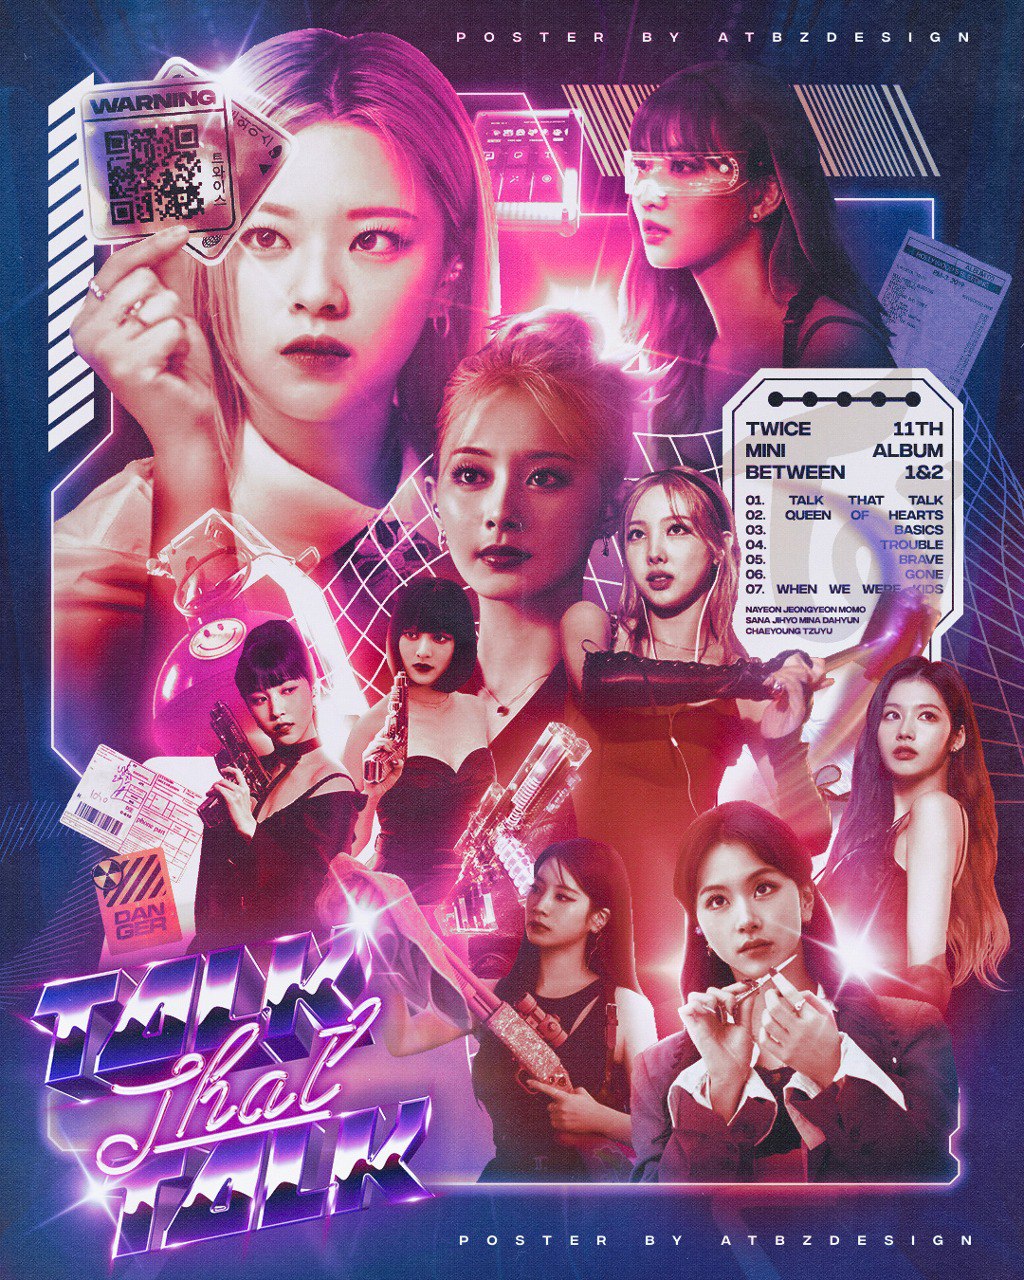 POSTER BY ATBZDESIGN
WARNING
트와이스
TWICE 11TH
MINI ALBUM
BETWEEN 1&2
01. TALK THAT TALK
02. QUEEN OF HEARTS
03. BASICS
04. TROUBLE
05. BRAVE
06. GONE
07. WHEN WE WERE KIDS
NAYEON JEONGYEON MOMO
SANA JIHYO MINA DAHYUN
CHAEYOUNG TZUYU
DAN
GER
TALK
That
TALK
POSTER BY ATBZDESIGN